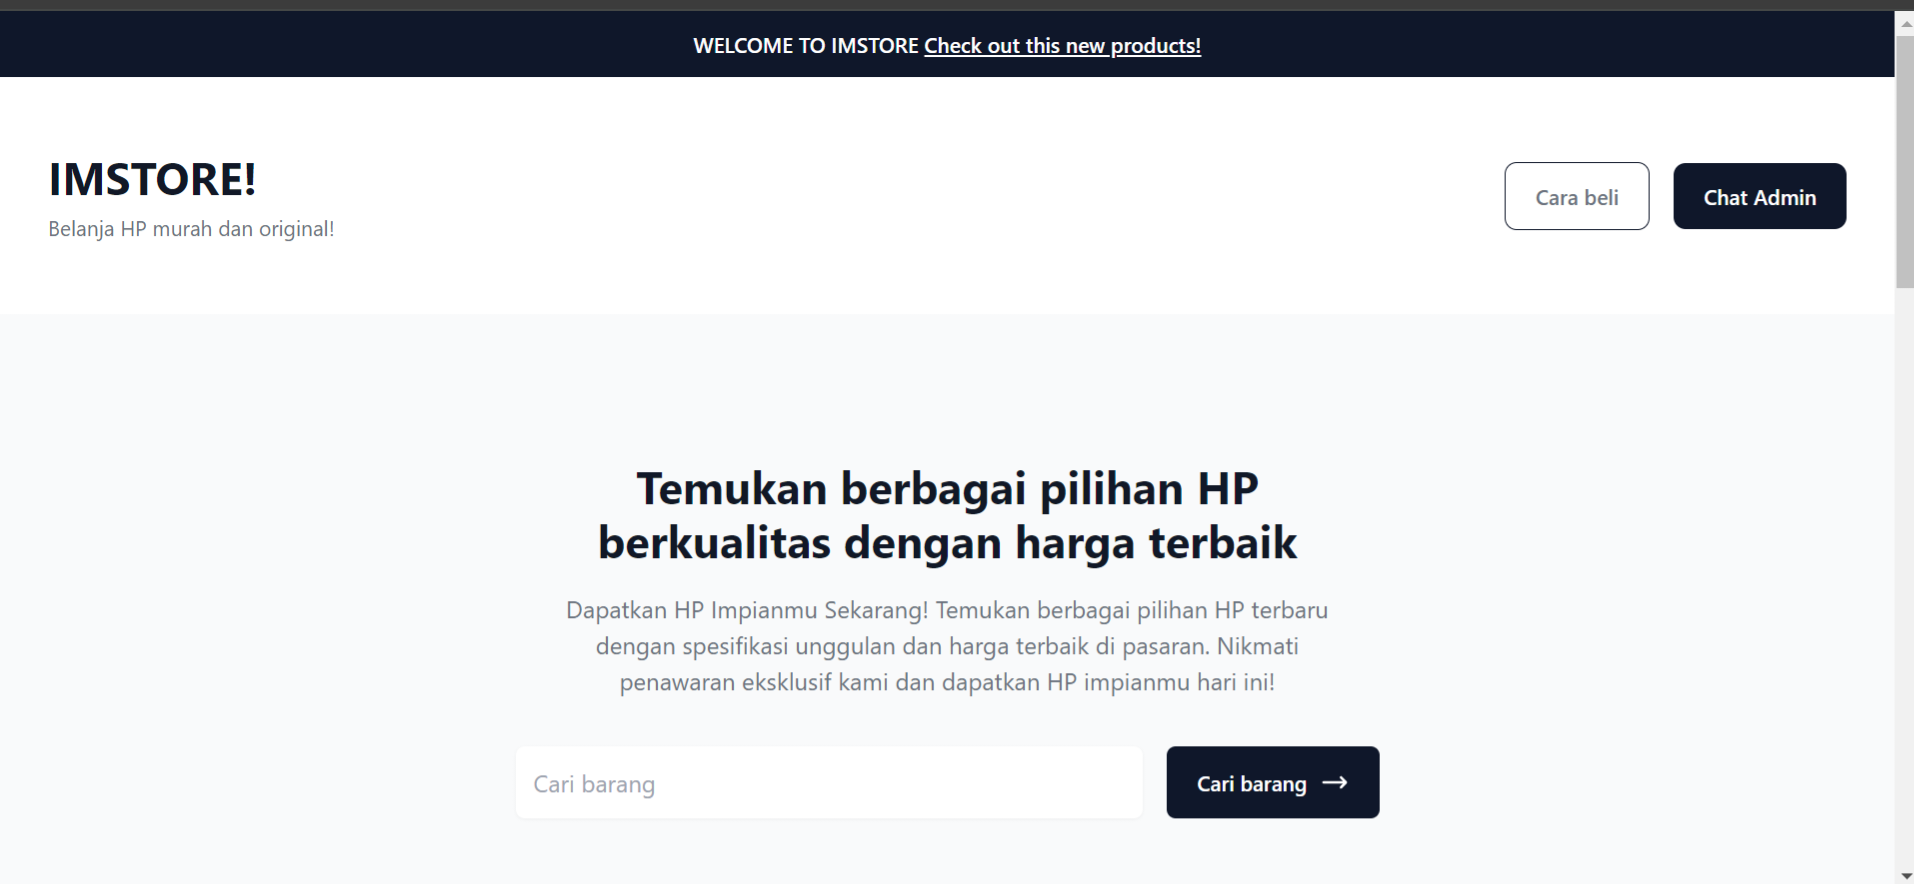 WELCOME TO IMSTORE Check out this new products!
IMSTORE!
Belanja HP murah dan original!
Cara beli
Chat Admin
Temukan berbagai pilihan HP
berkualitas dengan harga terbaik
Dapatkan HP Impianmu Sekarang! Temukan berbagai pilihan HP terbaru
dengan spesifikasi unggulan dan harga terbaik di pasaran. Nikmati
penawaran eksklusif kami dan dapatkan HP impianmu hari ini!
Cari barang
Cari barang →